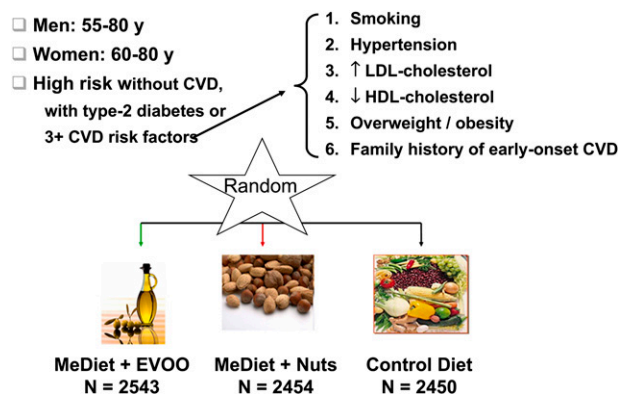 ❑ Men: 55-80 y
❑ Women: 60-80 y
❑ High risk without CVD,
with type-2 diabetes or
3+ CVD risk factors
1. Smoking
2. Hypertension
3. ↑ LDL-cholesterol
4. ↓ HDL-cholesterol
5. Overweight / obesity
6. Family history of early-onset CVD
Random
MeDiet + EVOO
N = 2543
MeDiet + Nuts
N = 2454
Control Diet
N = 2450